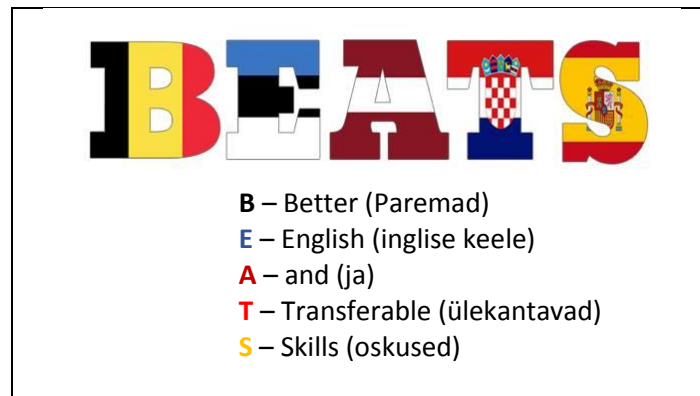 BEATS
B – Better (Paremad)
E – English (inglise keele)
A – and (ja)
T – Transferable (ülekantavad)
S – Skills (oskused)